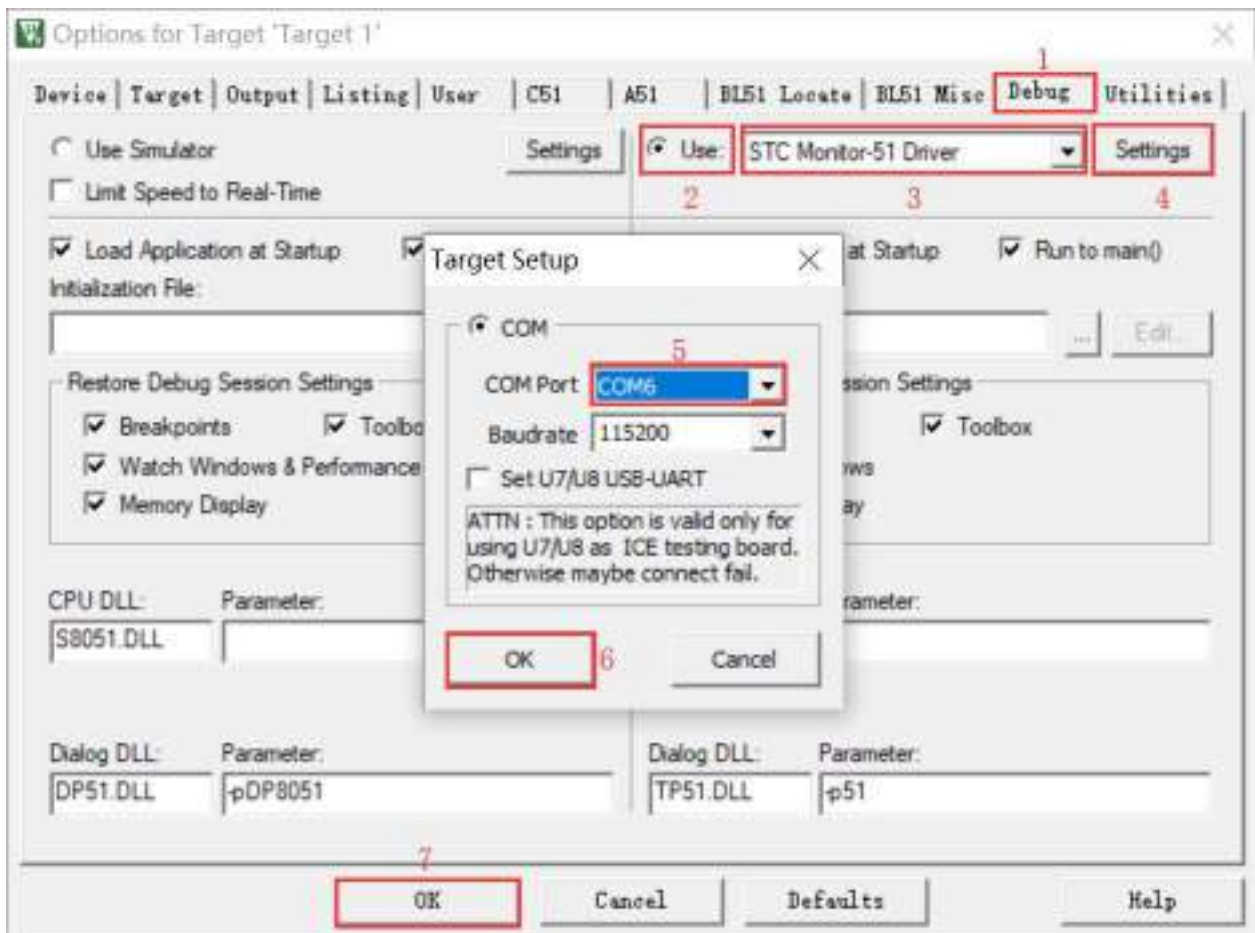 Options for Target 'Target 1'
1
Device | Target | Output | Listing | User | C51 | A51 | BL51 Locate | BL51 Misc Debug Utilities |
Use Simulator Settings Use: STC Monitor-51 Driver Settings
Limit Speed to Real-Time 2 3 4
Load Application at Startup Target Setup at Startup Run to main()
Initialization File:
COM
... Edit...
5
COM Port COM6
Restore Debug Session Settings ssion Settings
Breakpoints Toolbo Baudrate 115200 Toolbox
Watch Windows & Performance Set U7/U8 USB-UART ows
Memory Display ATTN : This option is valid only for ay
using U7/U8 as ICE testing board.
Otherwise maybe connect fail.
CPU DLL: Parameter: rameter:
S8051.DLL
OK 6 Cancel
Dialog DLL: Parameter: Dialog DLL: Parameter:
DP51.DLL -pDP8051 TP51.DLL -p51
7
OK Cancel Defaults Help